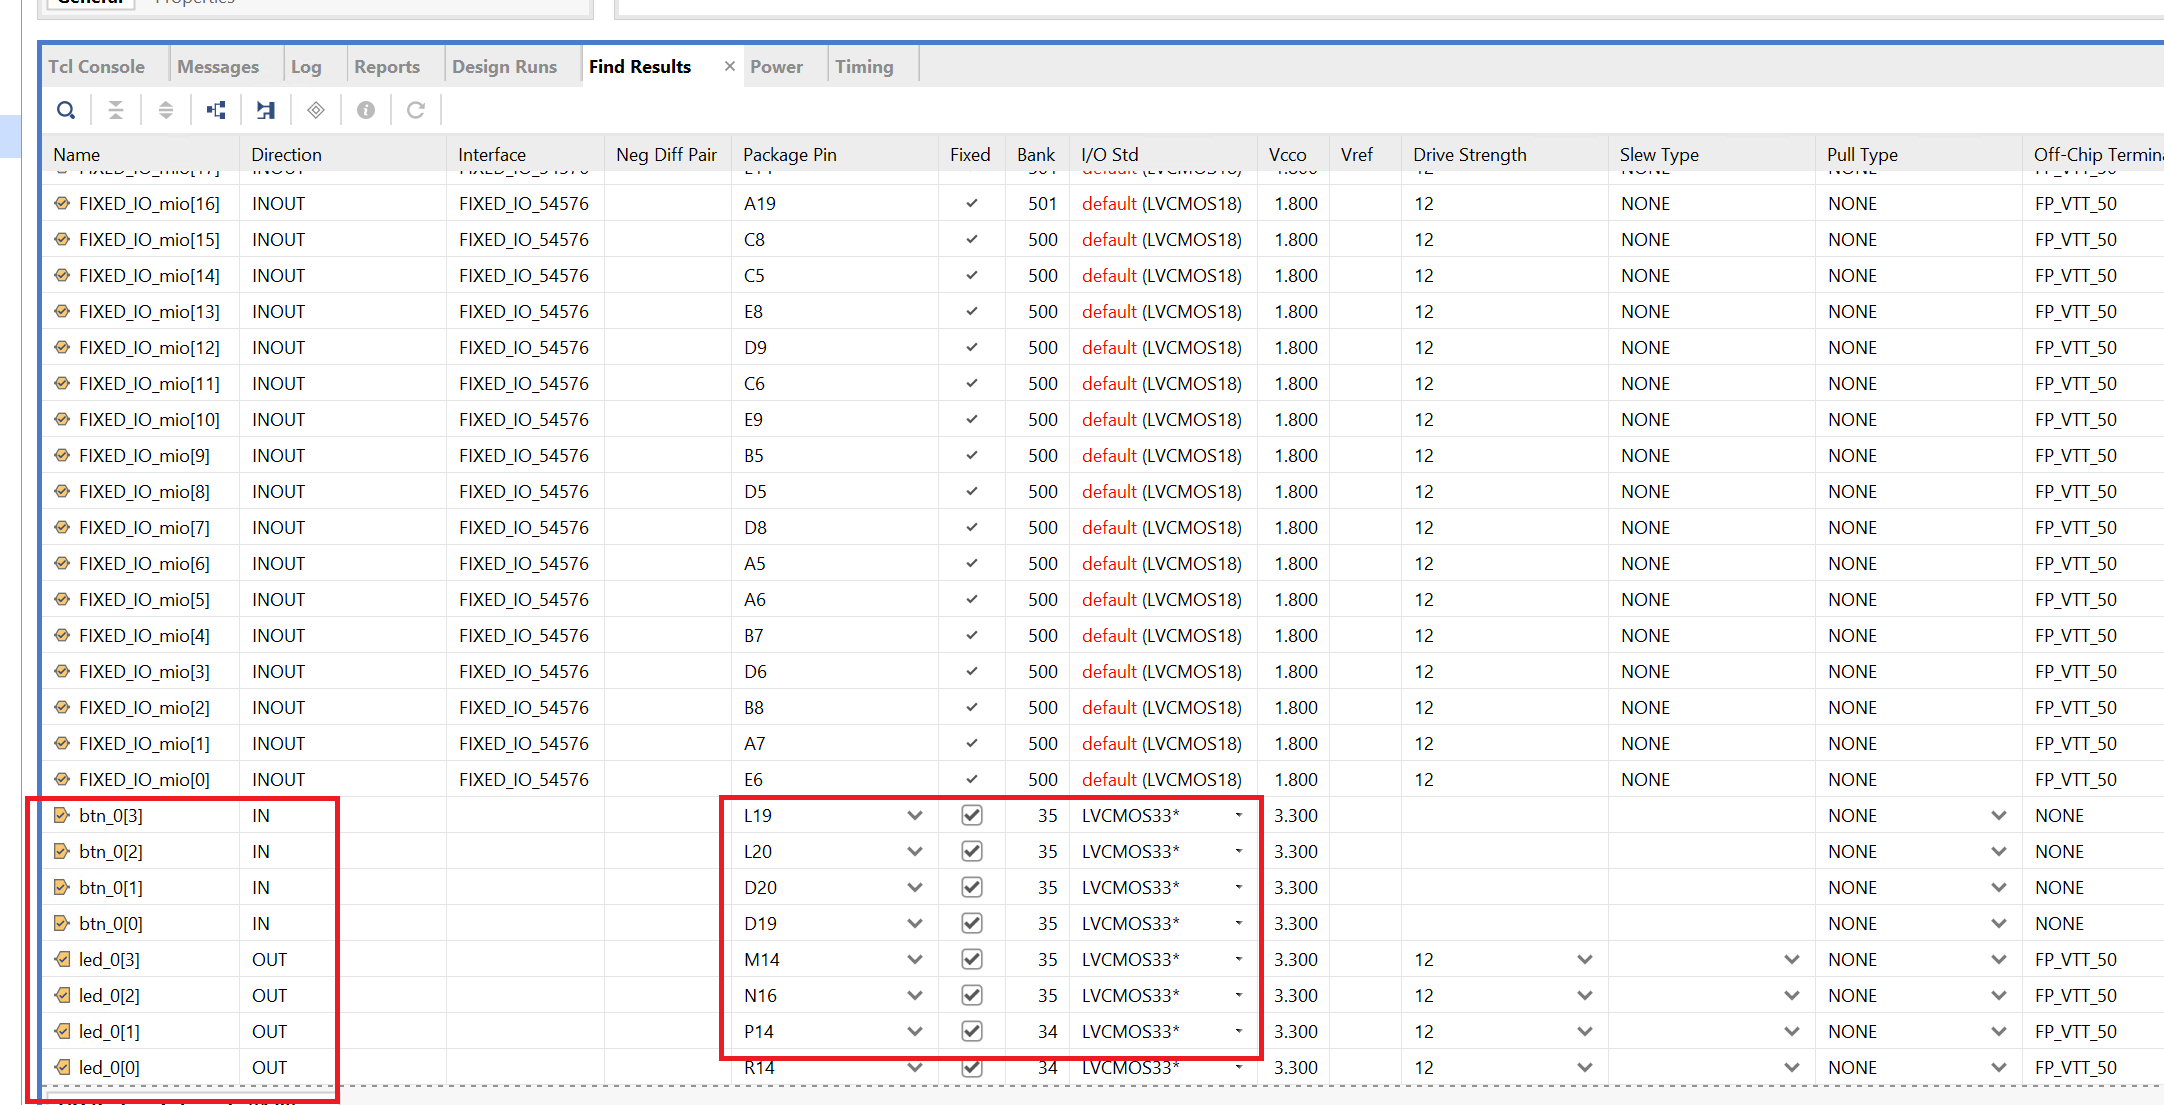 General Properties
Tcl Console Messages Log Reports Design Runs Find Results × Power Timing
Name Direction Interface Neg Diff Pair Package Pin Fixed Bank I/O Std Vcco Vref Drive Strength Slew Type Pull Type Off-Chip Termina
FIXED_IO_mio[17] INOUT FIXED_IO_54576 501 default (LVCMOS18) 1.800 12 NONE NONE FP_VTT_50
FIXED_IO_mio[16] INOUT FIXED_IO_54576 A19 501 default (LVCMOS18) 1.800 12 NONE NONE FP_VTT_50
FIXED_IO_mio[15] INOUT FIXED_IO_54576 C8 500 default (LVCMOS18) 1.800 12 NONE NONE FP_VTT_50
FIXED_IO_mio[14] INOUT FIXED_IO_54576 C5 500 default (LVCMOS18) 1.800 12 NONE NONE FP_VTT_50
FIXED_IO_mio[13] INOUT FIXED_IO_54576 E8 500 default (LVCMOS18) 1.800 12 NONE NONE FP_VTT_50
FIXED_IO_mio[12] INOUT FIXED_IO_54576 D9 500 default (LVCMOS18) 1.800 12 NONE NONE FP_VTT_50
FIXED_IO_mio[11] INOUT FIXED_IO_54576 C6 500 default (LVCMOS18) 1.800 12 NONE NONE FP_VTT_50
FIXED_IO_mio[10] INOUT FIXED_IO_54576 E9 500 default (LVCMOS18) 1.800 12 NONE NONE FP_VTT_50
FIXED_IO_mio[9] INOUT FIXED_IO_54576 B5 500 default (LVCMOS18) 1.800 12 NONE NONE FP_VTT_50
FIXED_IO_mio[8] INOUT FIXED_IO_54576 D5 500 default (LVCMOS18) 1.800 12 NONE NONE FP_VTT_50
FIXED_IO_mio[7] INOUT FIXED_IO_54576 D8 500 default (LVCMOS18) 1.800 12 NONE NONE FP_VTT_50
FIXED_IO_mio[6] INOUT FIXED_IO_54576 A5 500 default (LVCMOS18) 1.800 12 NONE NONE FP_VTT_50
FIXED_IO_mio[5] INOUT FIXED_IO_54576 A6 500 default (LVCMOS18) 1.800 12 NONE NONE FP_VTT_50
FIXED_IO_mio[4] INOUT FIXED_IO_54576 B7 500 default (LVCMOS18) 1.800 12 NONE NONE FP_VTT_50
FIXED_IO_mio[3] INOUT FIXED_IO_54576 D6 500 default (LVCMOS18) 1.800 12 NONE NONE FP_VTT_50
FIXED_IO_mio[2] INOUT FIXED_IO_54576 B8 500 default (LVCMOS18) 1.800 12 NONE NONE FP_VTT_50
FIXED_IO_mio[1] INOUT FIXED_IO_54576 A7 500 default (LVCMOS18) 1.800 12 NONE NONE FP_VTT_50
FIXED_IO_mio[0] INOUT FIXED_IO_54576 E6 500 default (LVCMOS18) 1.800 12 NONE NONE FP_VTT_50
btn_0[3] IN L19 35 LVCMOS33* 3.300 NONE NONE
btn_0[2] IN L20 35 LVCMOS33* 3.300 NONE NONE
btn_0[1] IN D20 35 LVCMOS33* 3.300 NONE NONE
btn_0[0] IN D19 35 LVCMOS33* 3.300 NONE NONE
led_0[3] OUT M14 35 LVCMOS33* 3.300 12 NONE FP_VTT_50
led_0[2] OUT N16 35 LVCMOS33* 3.300 12 NONE FP_VTT_50
led_0[1] OUT P14 34 LVCMOS33* 3.300 12 NONE FP_VTT_50
led_0[0] OUT R14 34 LVCMOS33* 3.300 12 NONE FP_VTT_50